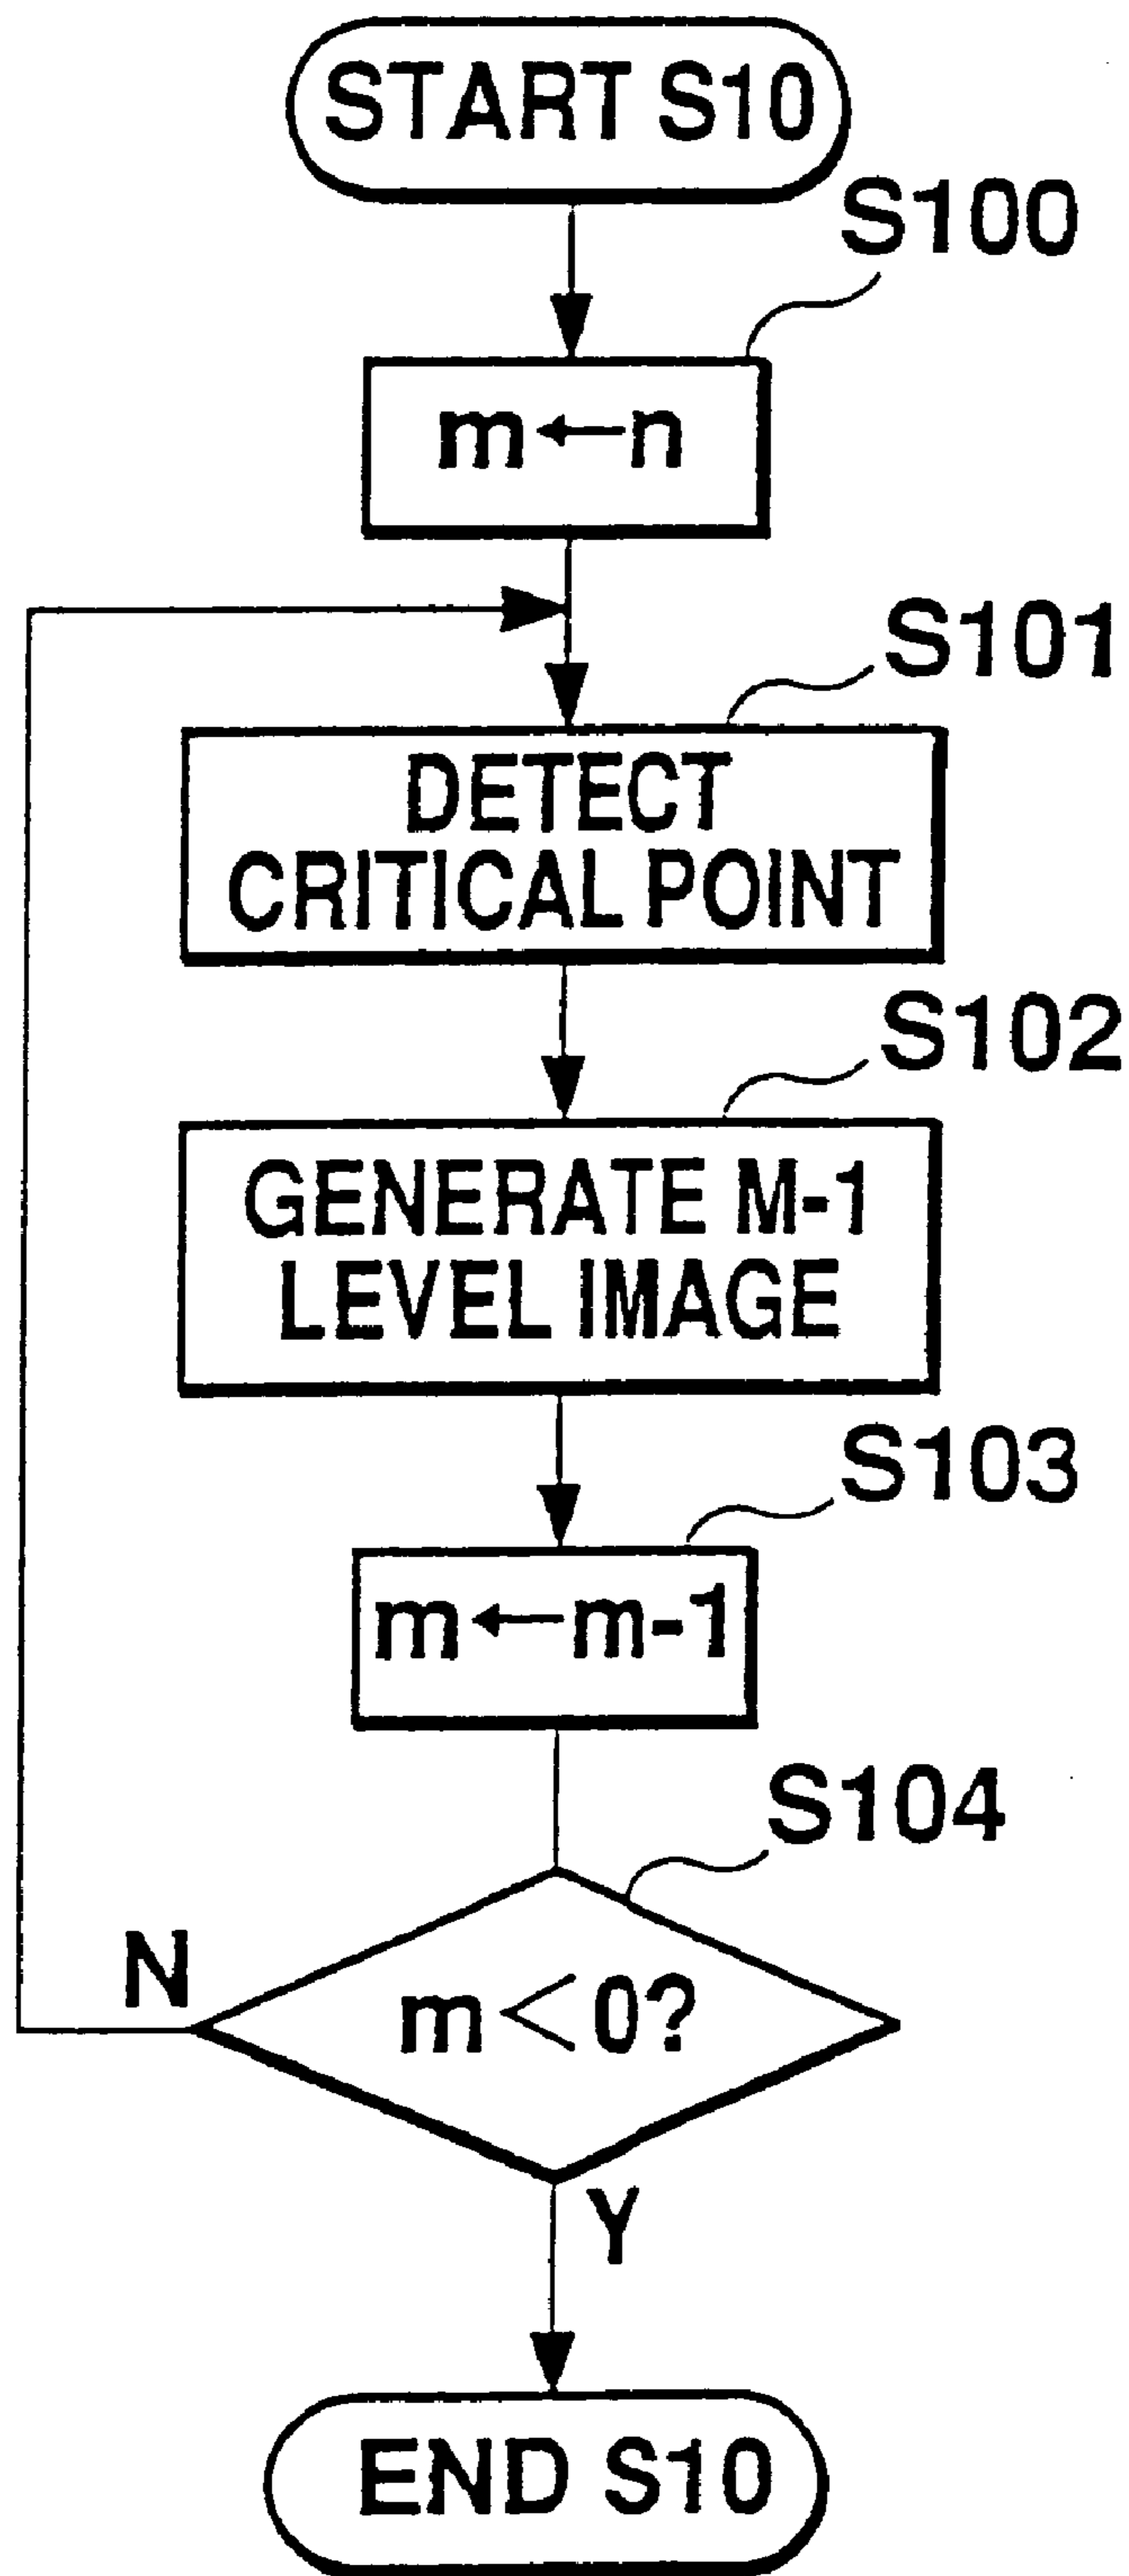 START S10
S100
m←n
S101
DETECT
CRITICAL POINT
S102
GENERATE M-1
LEVEL IMAGE
S103
m←m-1
S104
N
m<0?
Y
END S10